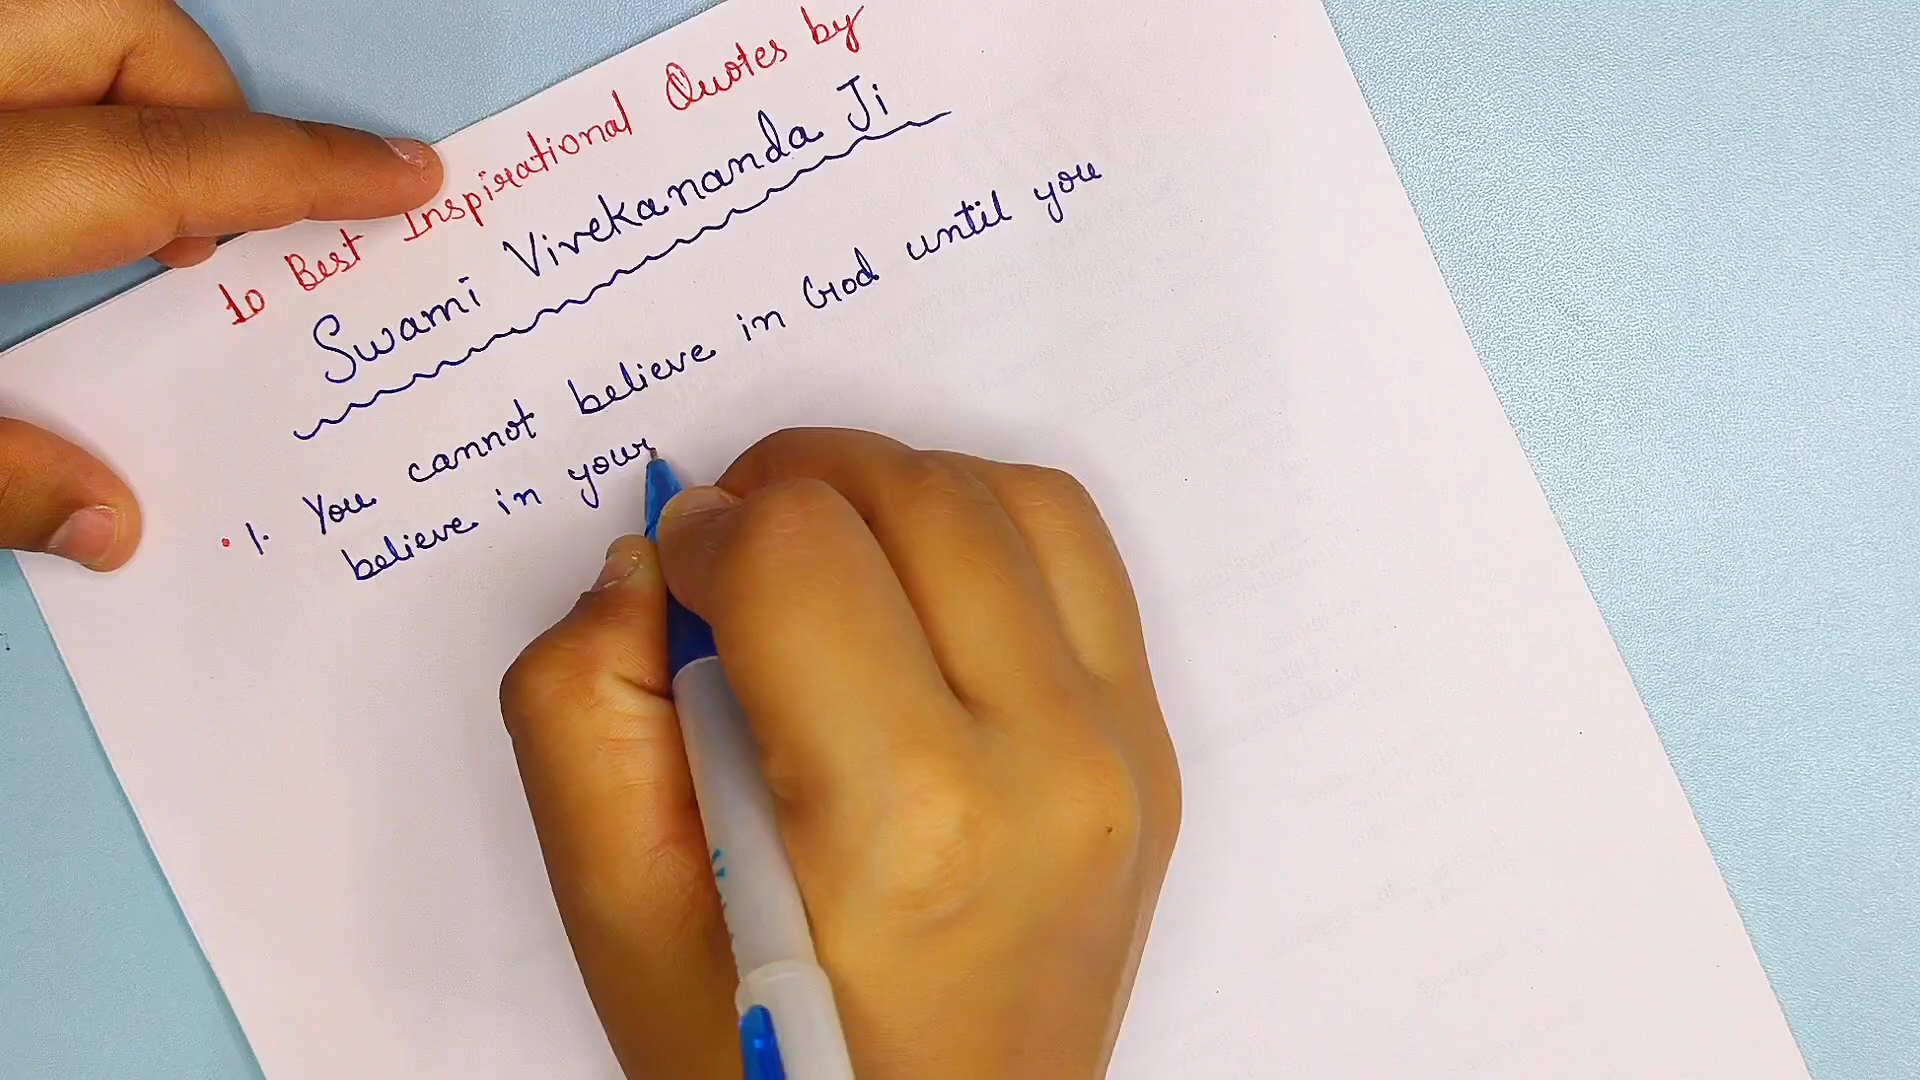 10 Best Inspirational Quotes by
Swami Vivekananda Ji
• 1. You cannot believe in God until you
believe in your